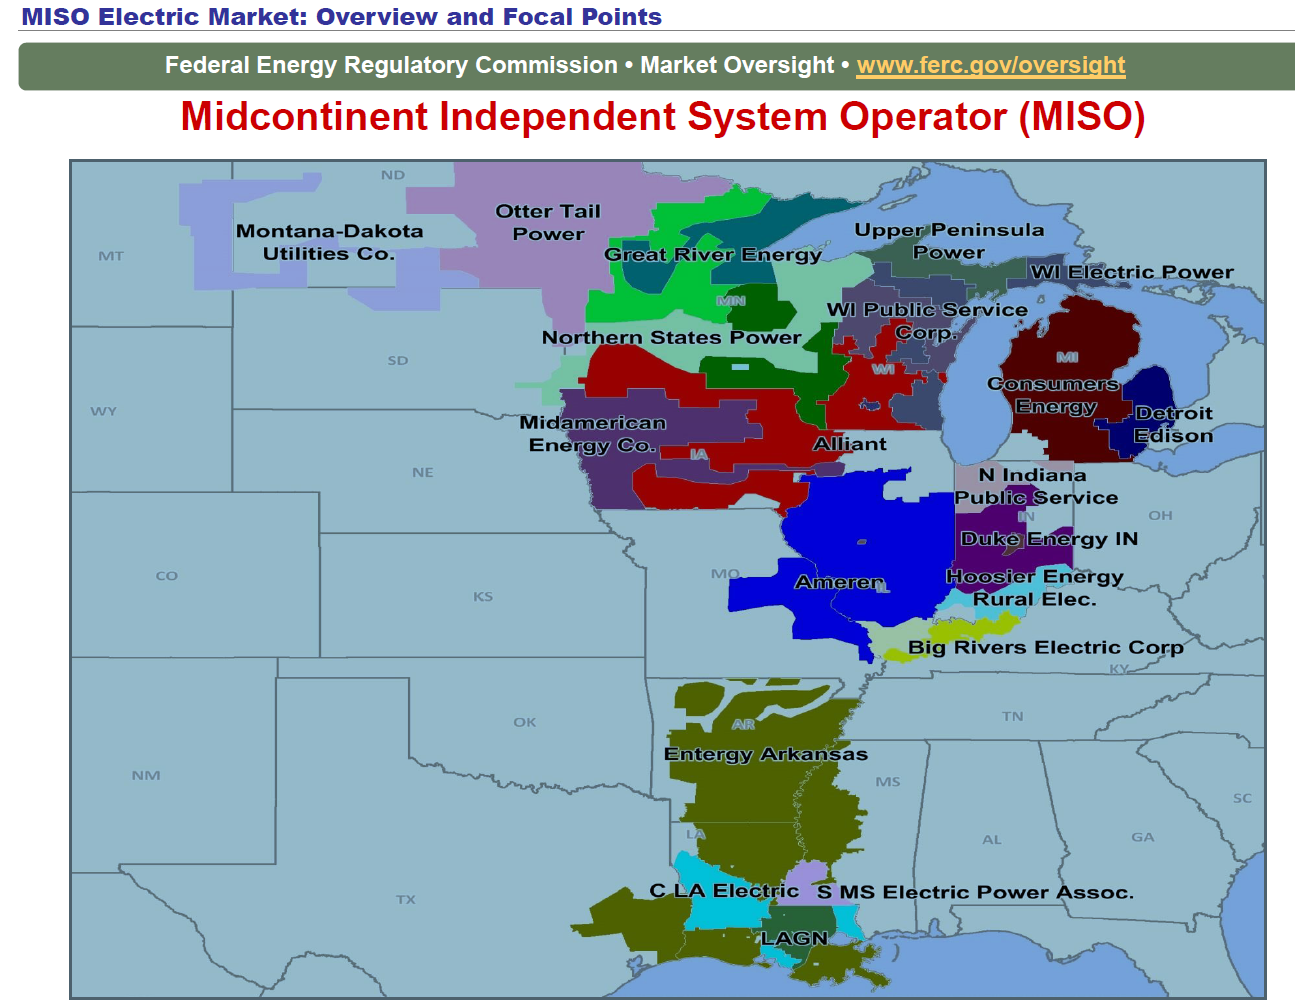 MISO Electric Market: Overview and Focal Points
Federal Energy Regulatory Commission • Market Oversight • www.ferc.gov/oversight
Midcontinent Independent System Operator (MISO)
ND
Otter Tail
Power
Montana-Dakota
Utilities Co.
MT
Great River Energy
Upper Peninsula
Power
WI Electric Power
MN
WI Public Service
Corp.
Northern States Power
SD
WI
MI
Consumers
Energy
WY
Detroit
Edison
Midamerican
Energy Co.
Alliant
IA
NE
N Indiana
Public Service
IN
OH
Duke Energy IN
CO
MO
Ameren
IL
Hoosier Energy
Rural Elec.
KS
Big Rivers Electric Corp
KY
OK
AR
TN
Entergy Arkansas
NM
MS
SC
LA
AL
GA
C LA Electric
S MS Electric Power Assoc.
TX
LAGN